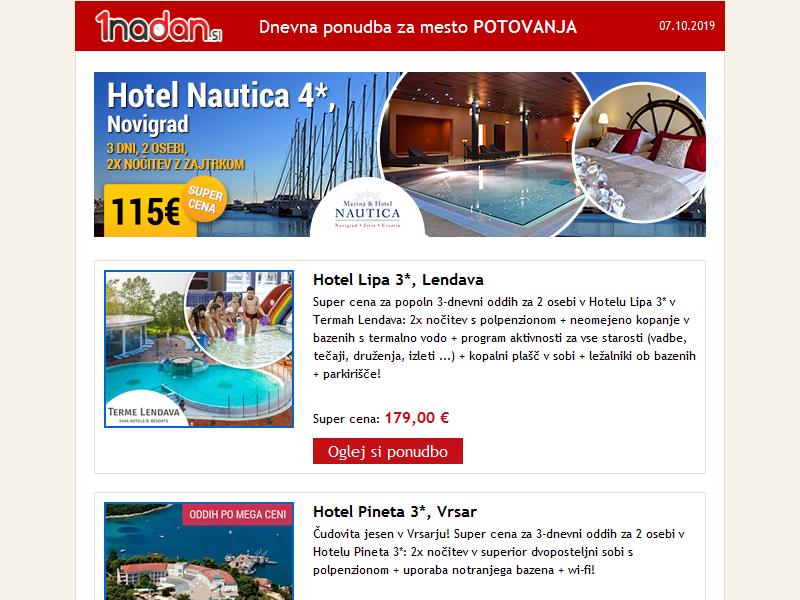 1nadan.si
Dnevna ponudba za mesto POTOVANJA
07.10.2019
Hotel Nautica 4*,
Novigrad
3 DNI, 2 OSEBI,
2X NOČITEV Z ZAJTRKOM
115€
SUPER
CENA
Marina & Hotel
NAUTICA
Novigrad • Istra • Croatia
Hotel Lipa 3*, Lendava
Super cena za popoln 3-dnevni oddih za 2 osebi v Hotelu Lipa 3* v
Termah Lendava: 2x nočitev s polpenzionom + neomejeno kopanje v
bazenih s termalno vodo + program aktivnosti za vse starosti (vadbe,
tečaji, druženja, izleti ...) + kopalni plašč v sobi + ležalniki ob bazenih
+ parkirišče!
TERME LENDAVA
SAVA HOTELS & RESORTS
Super cena: 179,00 €
Oglej si ponudbo
ODDIH PO MEGA CENI
Hotel Pineta 3*, Vrsar
Čudovita jesen v Vrsarju! Super cena za 3-dnevni oddih za 2 osebi v
Hotelu Pineta 3*: 2x nočitev v superior dvoposteljni sobi s
polpenzionom + uporaba notranjega bazena + wi-fi!